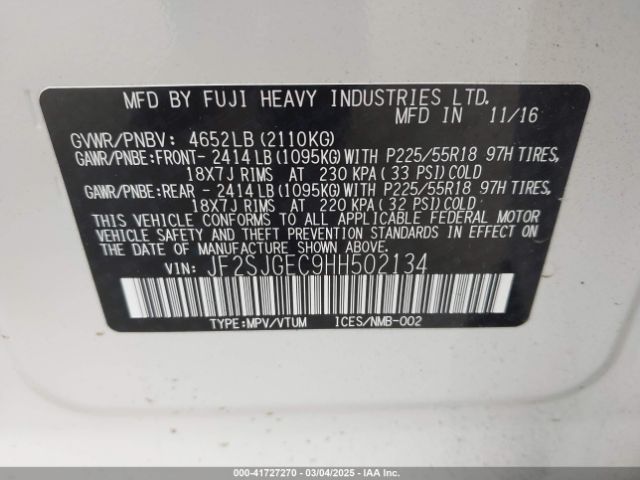 MFD BY FUJI HEAVY INDUSTRIES LTD.
MFD IN 11/16
GVWR/PNBV: 4652LB (2110KG)
GAWR/PNBE:FRONT- 2414LB (1095KG) WITH P225/55R18 97H TIRES,
18X7J RIMS AT 230 KPA (33 PSI) COLD
GAWR/PNBE:REAR - 2414LB (1095KG) WITH P225/55R18 97H TIRES,
18X7J RIMS AT 220 KPA (32 PSI) COLD
THIS VEHICLE CONFORMS TO ALL APPLICABLE FEDERAL MOTOR
VEHICLE SAFETY AND THEFT PREVENTION STANDARDS IN EFFECT ON
THE DATE OF MANUFACTURE SHOWN ABOVE.
VIN: JF2SJGEC9HH502134
TYPE:MPV/VTUM ICES/NMB-002
000-41727270 - 03/04/2025 - IAA, Inc.